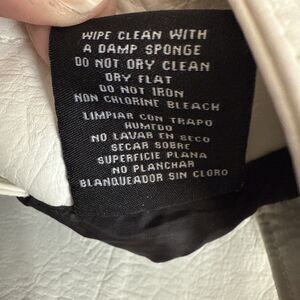 WIPE CLEAN WITH
A DAMP SPONGE
DO NOT DRY CLEAN
DRY FLAT
DO NOT IRON
NON CHLORINE BLEACH
LIMPIAR CON TRAPO
HUMEDO
NO LAVAR EN SECO
SECAR SOBRE
SUPERFICIE PLANA
NO PLANCHAR
BLANQUEADOR SIN CLORO